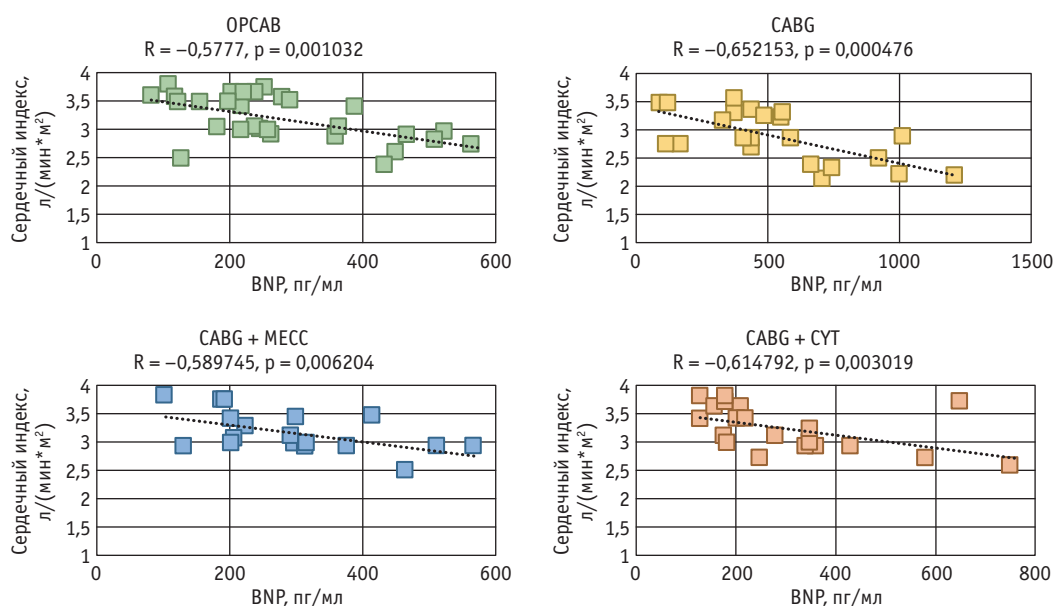 OPCAB
R = −0,5777, p = 0,001032
Сердечный индекс,
л/(мин*м²)
4
3,5
3
2,5
2
1,5
1
0
200
400
600
BNP, пг/мл
CABG
R = −0,652153, p = 0,000476
Сердечный индекс,
л/(мин*м²)
4
3,5
3
2,5
2
1,5
1
0
500
1000
1500
BNP, пг/мл
CABG + MECC
R = −0,589745, p = 0,006204
Сердечный индекс,
л/(мин*м²)
4
3,5
3
2,5
2
1,5
1
0
200
400
600
BNP, пг/мл
CABG + CYT
R = −0,614792, p = 0,003019
Сердечный индекс,
л/(мин*м²)
4
3,5
3
2,5
2
1,5
1
0
200
400
600
800
BNP, пг/мл